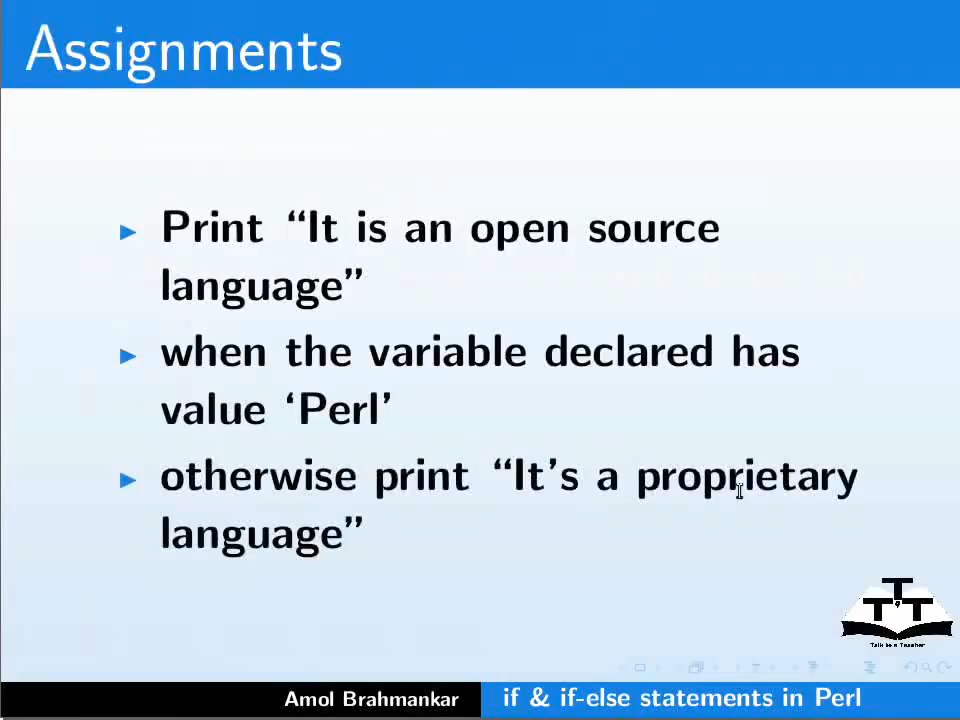 Assignments
Print “It is an open source
language”
when the variable declared has
value ‘Perl’
otherwise print “It's a proprietary
language”
T T T
Talk to a Teacher
Amol Brahmankar
if & if-else statements in Perl